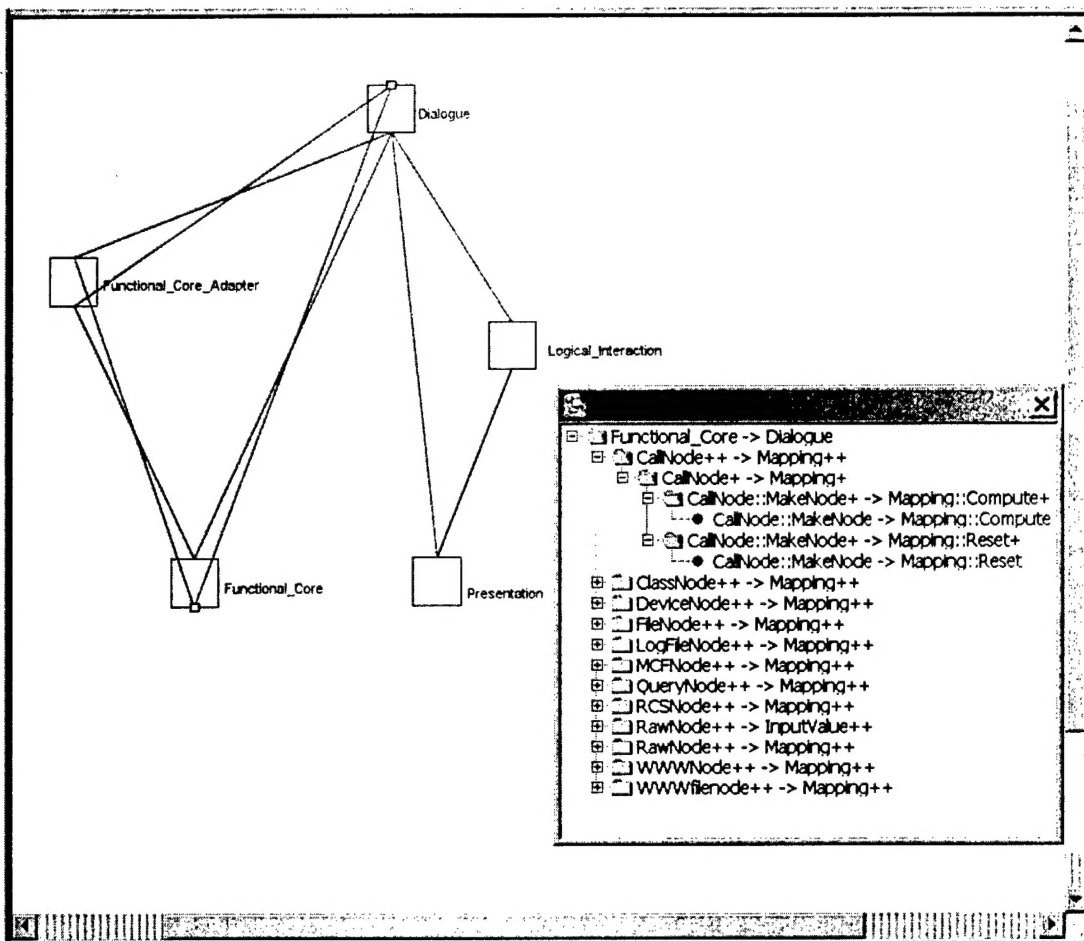 Dialogue
Functional_Core_Adapter
Logical_Interaction
Functional_Core
Presentation
Functional_Core -> Dialogue
CallNode++ -> Mapping++
CallNode+ -> Mapping+
CallNode::MakeNode+ -> Mapping::Compute+
CallNode::MakeNode -> Mapping::Compute
CallNode::MakeNode+ -> Mapping::Reset+
CallNode::MakeNode -> Mapping::Reset
ClassNode++ -> Mapping++
DeviceNode++ -> Mapping++
FileNode++ -> Mapping++
LogFileNode++ -> Mapping++
MCFNode++ -> Mapping++
QueryNode++ -> Mapping++
RCSNode++ -> Mapping++
RawNode++ -> InputValue++
RawNode++ -> Mapping++
WWWNode++ -> Mapping++
WWWfilenode++ -> Mapping++